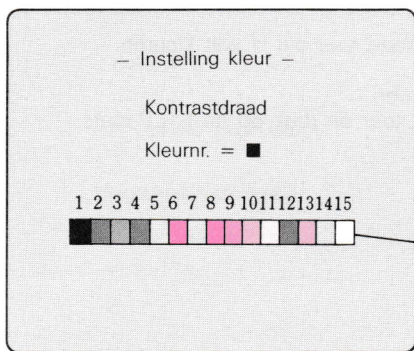 – Instelling kleur –
Kontrastdraad
Kleurnr. = ■
1 2 3 4 5 6 7 8 9 10 11 12 13 14 15